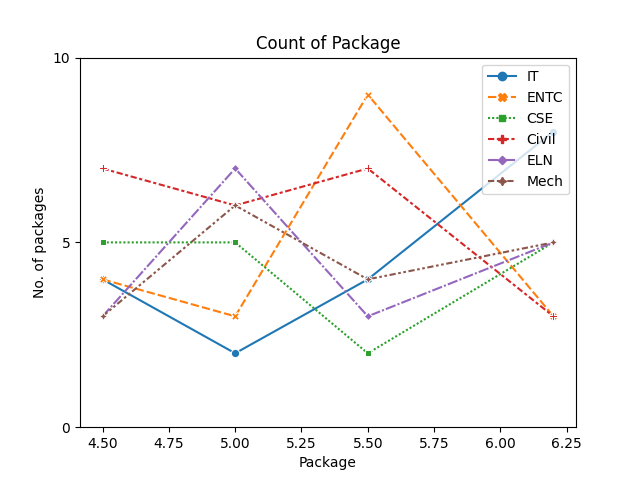 Count of Package
10
5
0
No. of packages
IT
ENTC
CSE
Civil
ELN
Mech
4.50 4.75 5.00 5.25 5.50 5.75 6.00 6.25
Package